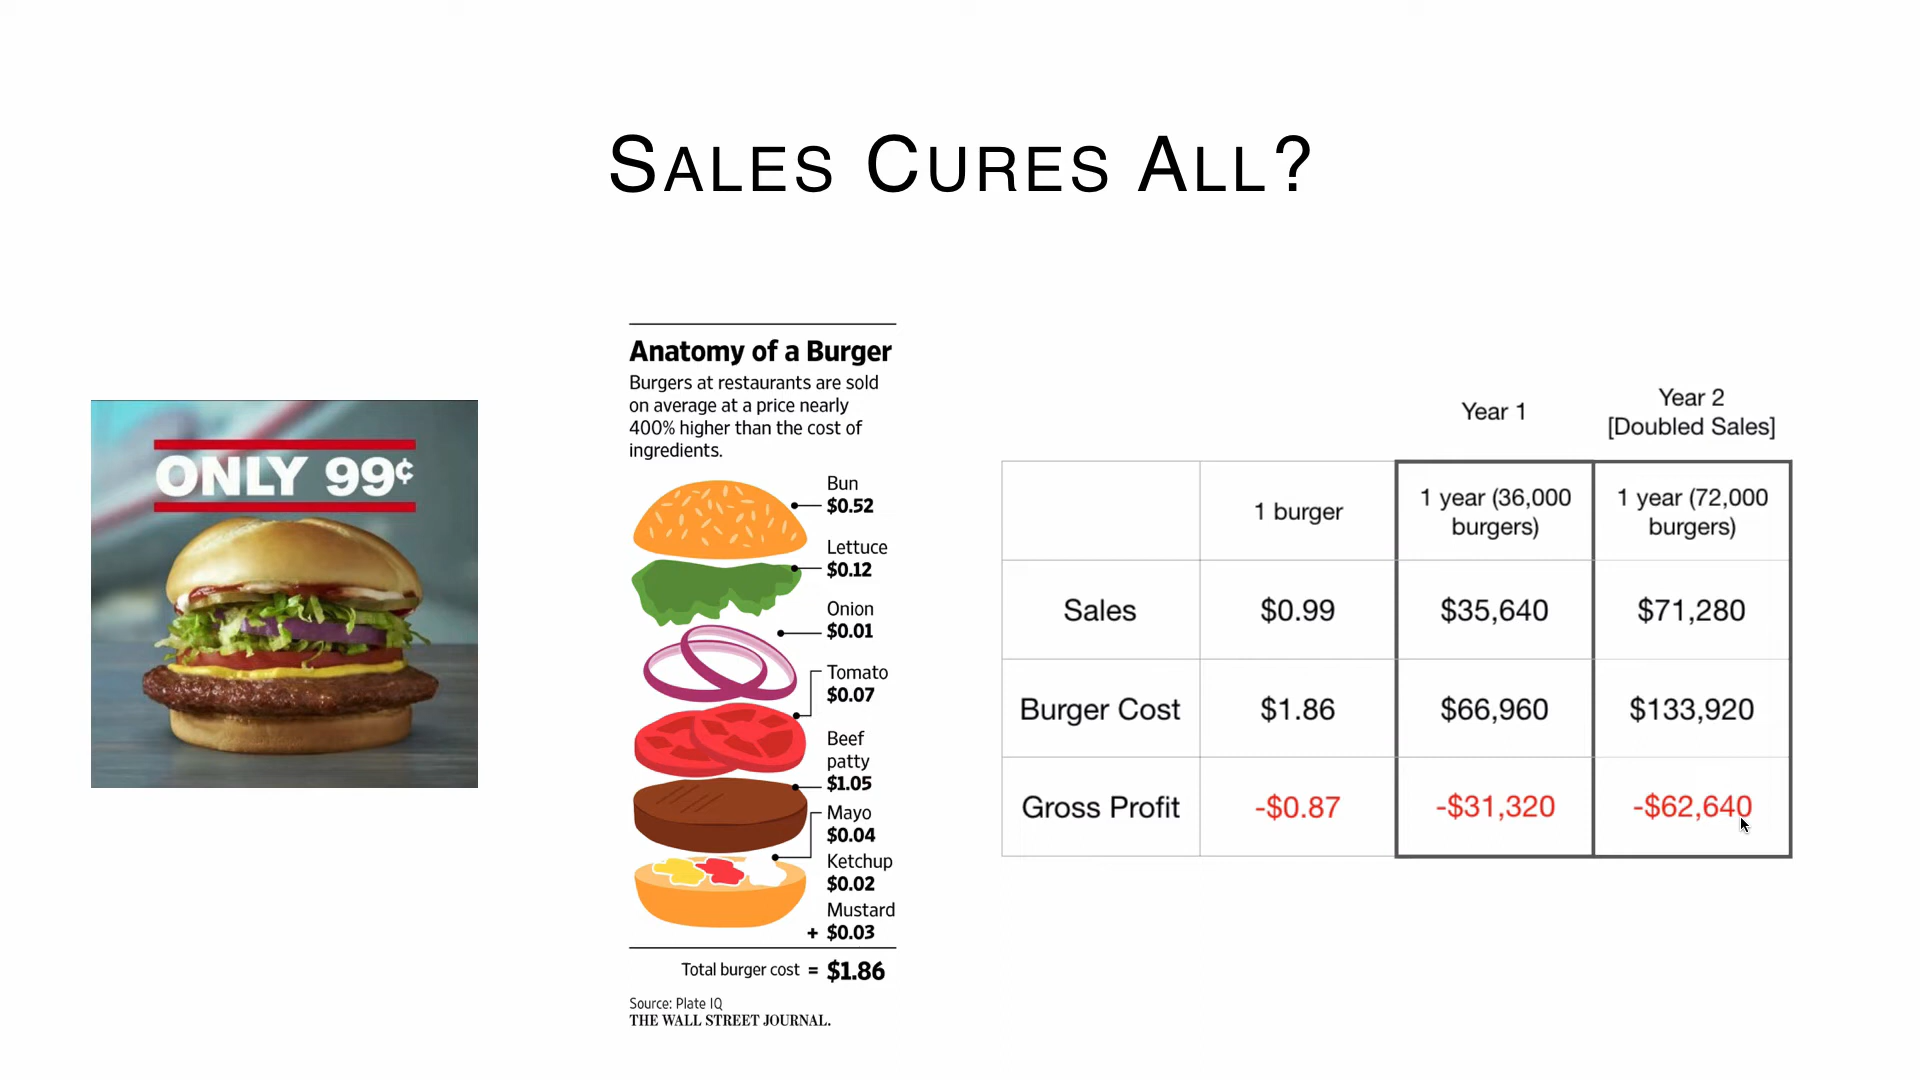 SALES CURES ALL?
ONLY 99¢
Anatomy of a Burger
Burgers at restaurants are sold
on average at a price nearly
400% higher than the cost of
ingredients.
Bun
$0.52
Lettuce
$0.12
Onion
$0.01
Tomato
$0.07
Beef
patty
$1.05
Mayo
$0.04
Ketchup
$0.02
Mustard
+ $0.03
Total burger cost = $1.86
Source: Plate IQ
THE WALL STREET JOURNAL.
Year 1
Year 2
[Doubled Sales]
1 burger
1 year (36,000
burgers)
1 year (72,000
burgers)
Sales $0.99 $35,640 $71,280
Burger Cost $1.86 $66,960 $133,920
Gross Profit -$0.87 -$31,320 -$62,640